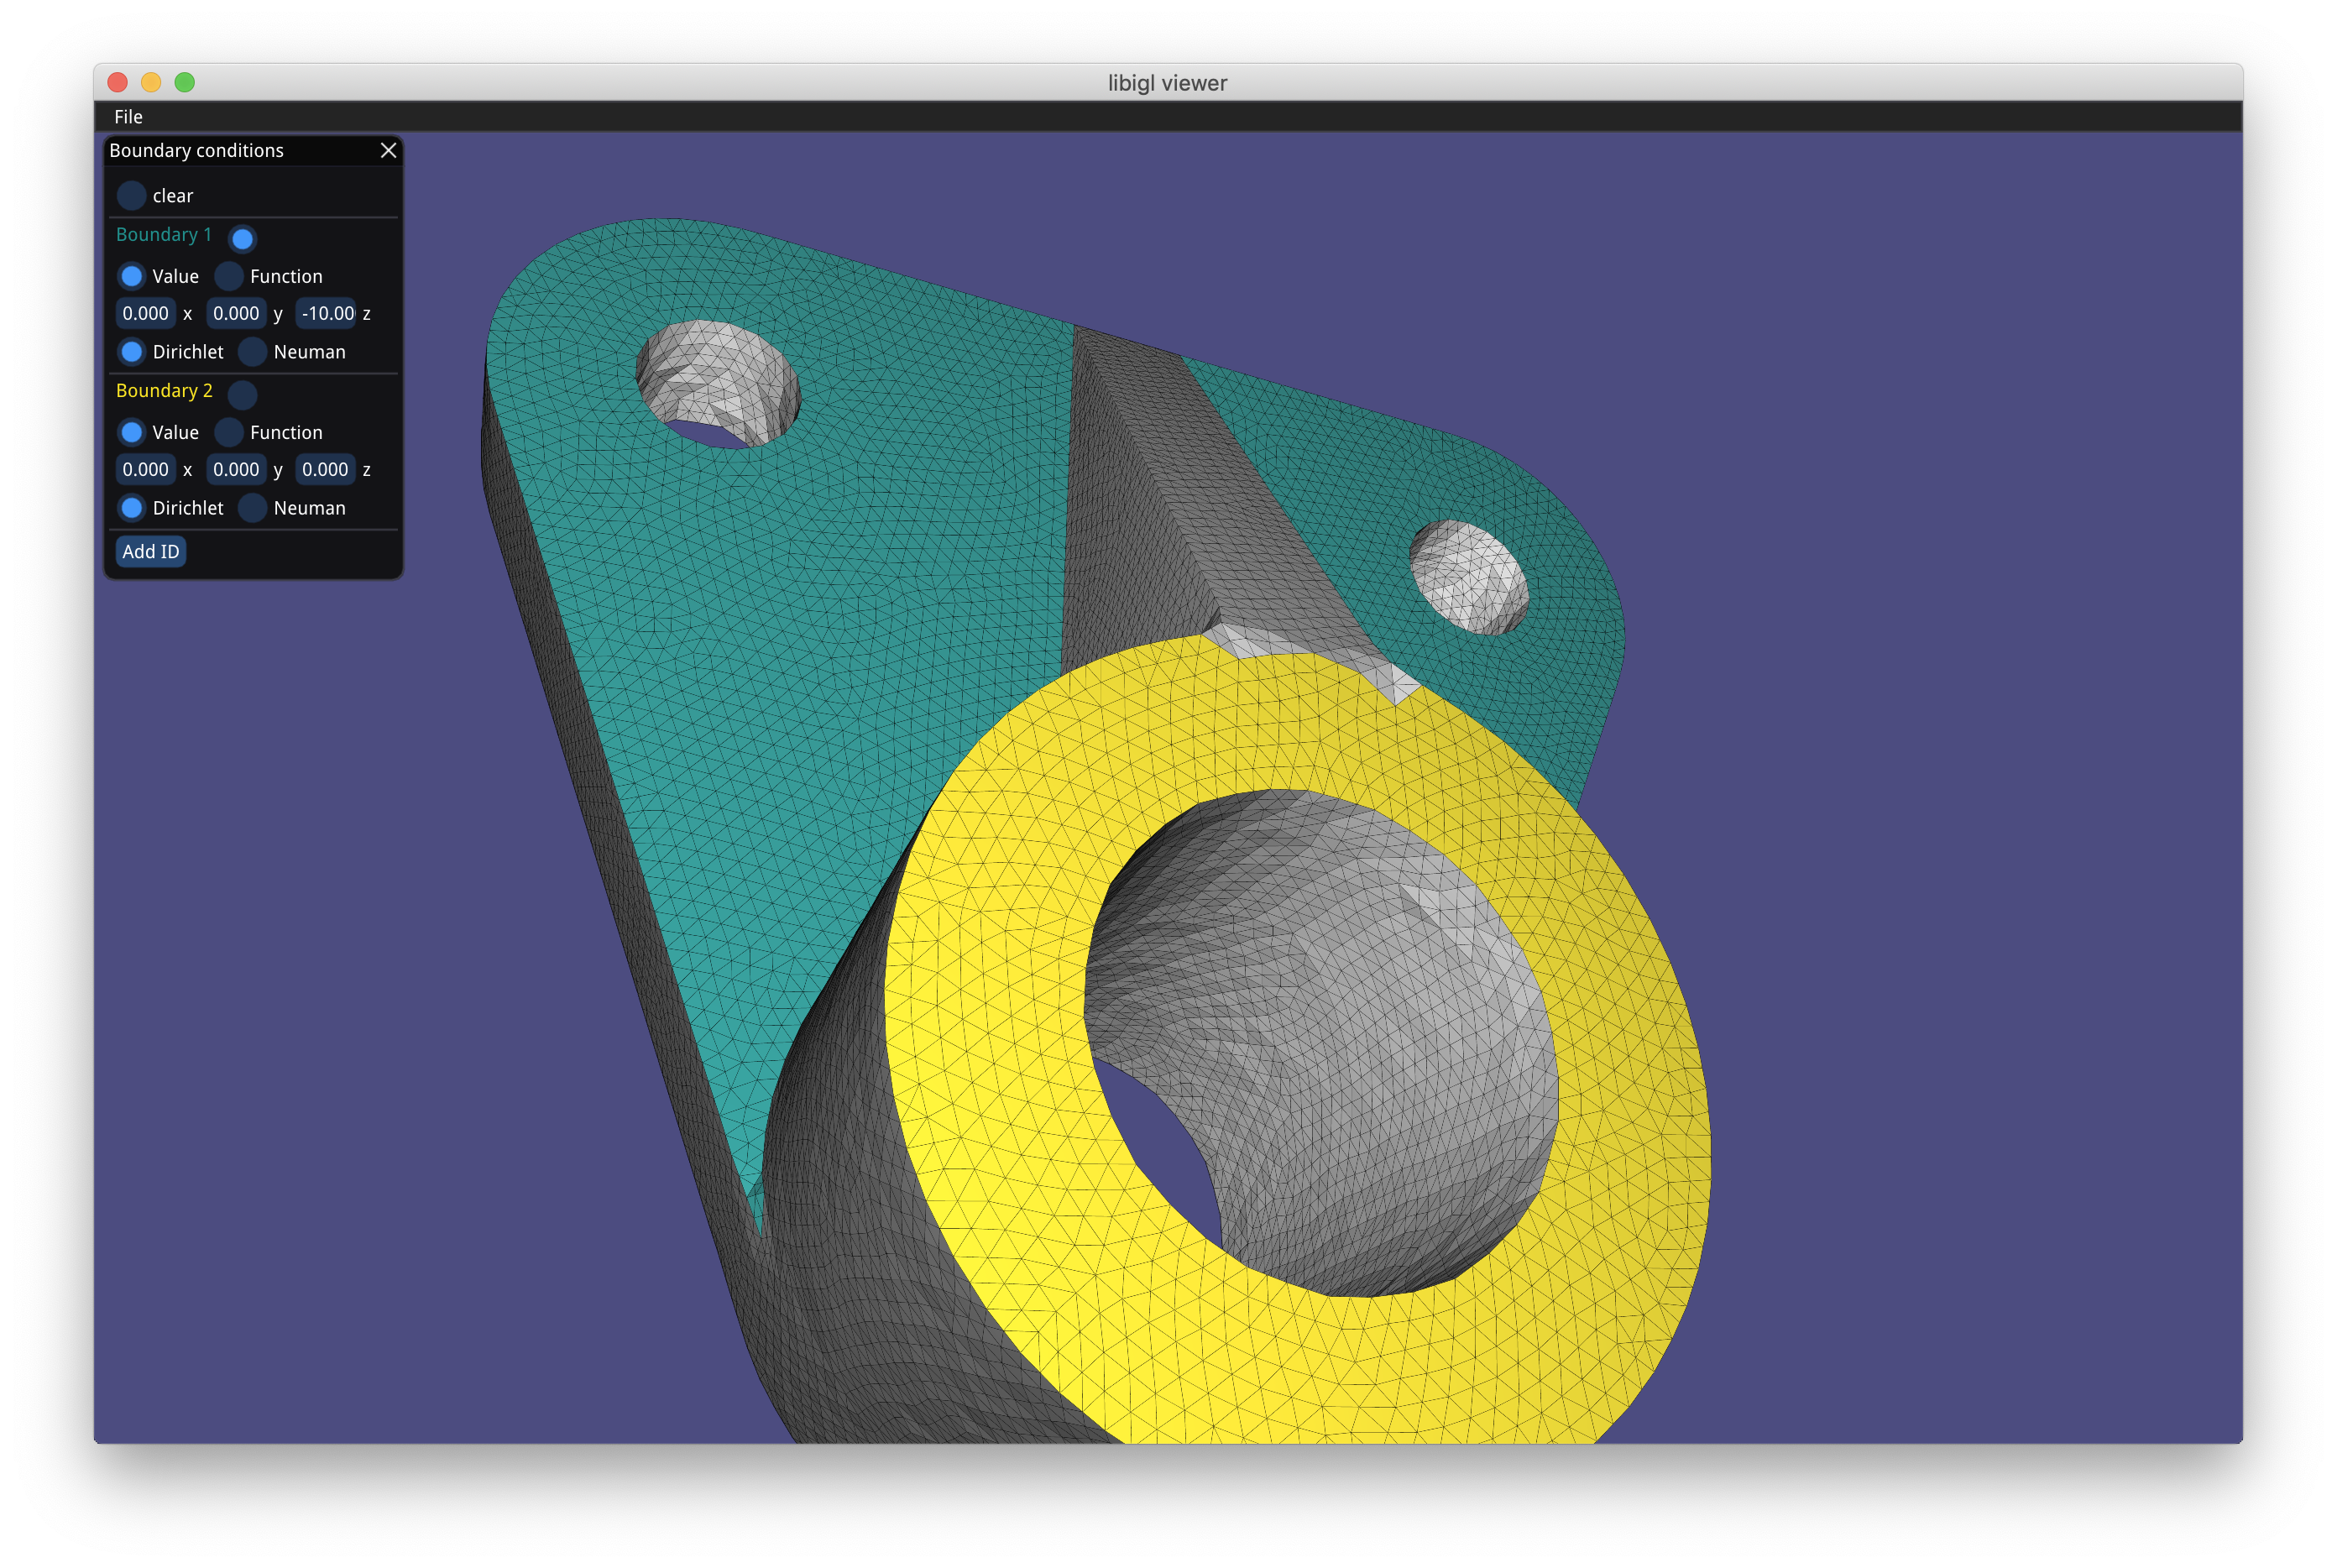 libigl viewer
File
Boundary conditions
clear
Boundary 1
Value Function
0.000 x 0.000 y -10.00 z
Dirichlet Neuman
Boundary 2
Value Function
0.000 x 0.000 y 0.000 z
Dirichlet Neuman
Add ID